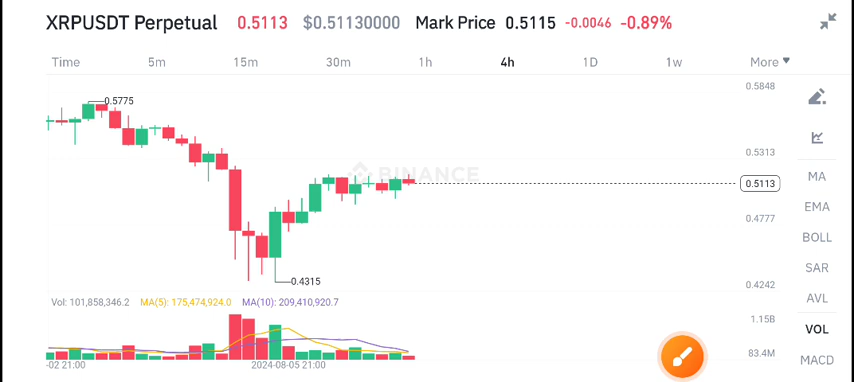 XRPUSDT Perpetual 0.5113 $0.51130000 Mark Price 0.5115 -0.0046 -0.89%
Time 5m 15m 30m 1h 4h 1D 1w More
0.5848
0.5775
0.5313
MA
BINANCE
0.5113
EMA
0.4777
BOLL
SAR
0.4315
0.4242
AVL
Vol: 101,858,346.2 MA(5): 175,474,924.0 MA(10): 209,410,920.7
1.15B
VOL
83.4M
MACD
-02 21:00 2024-08-05 21:00